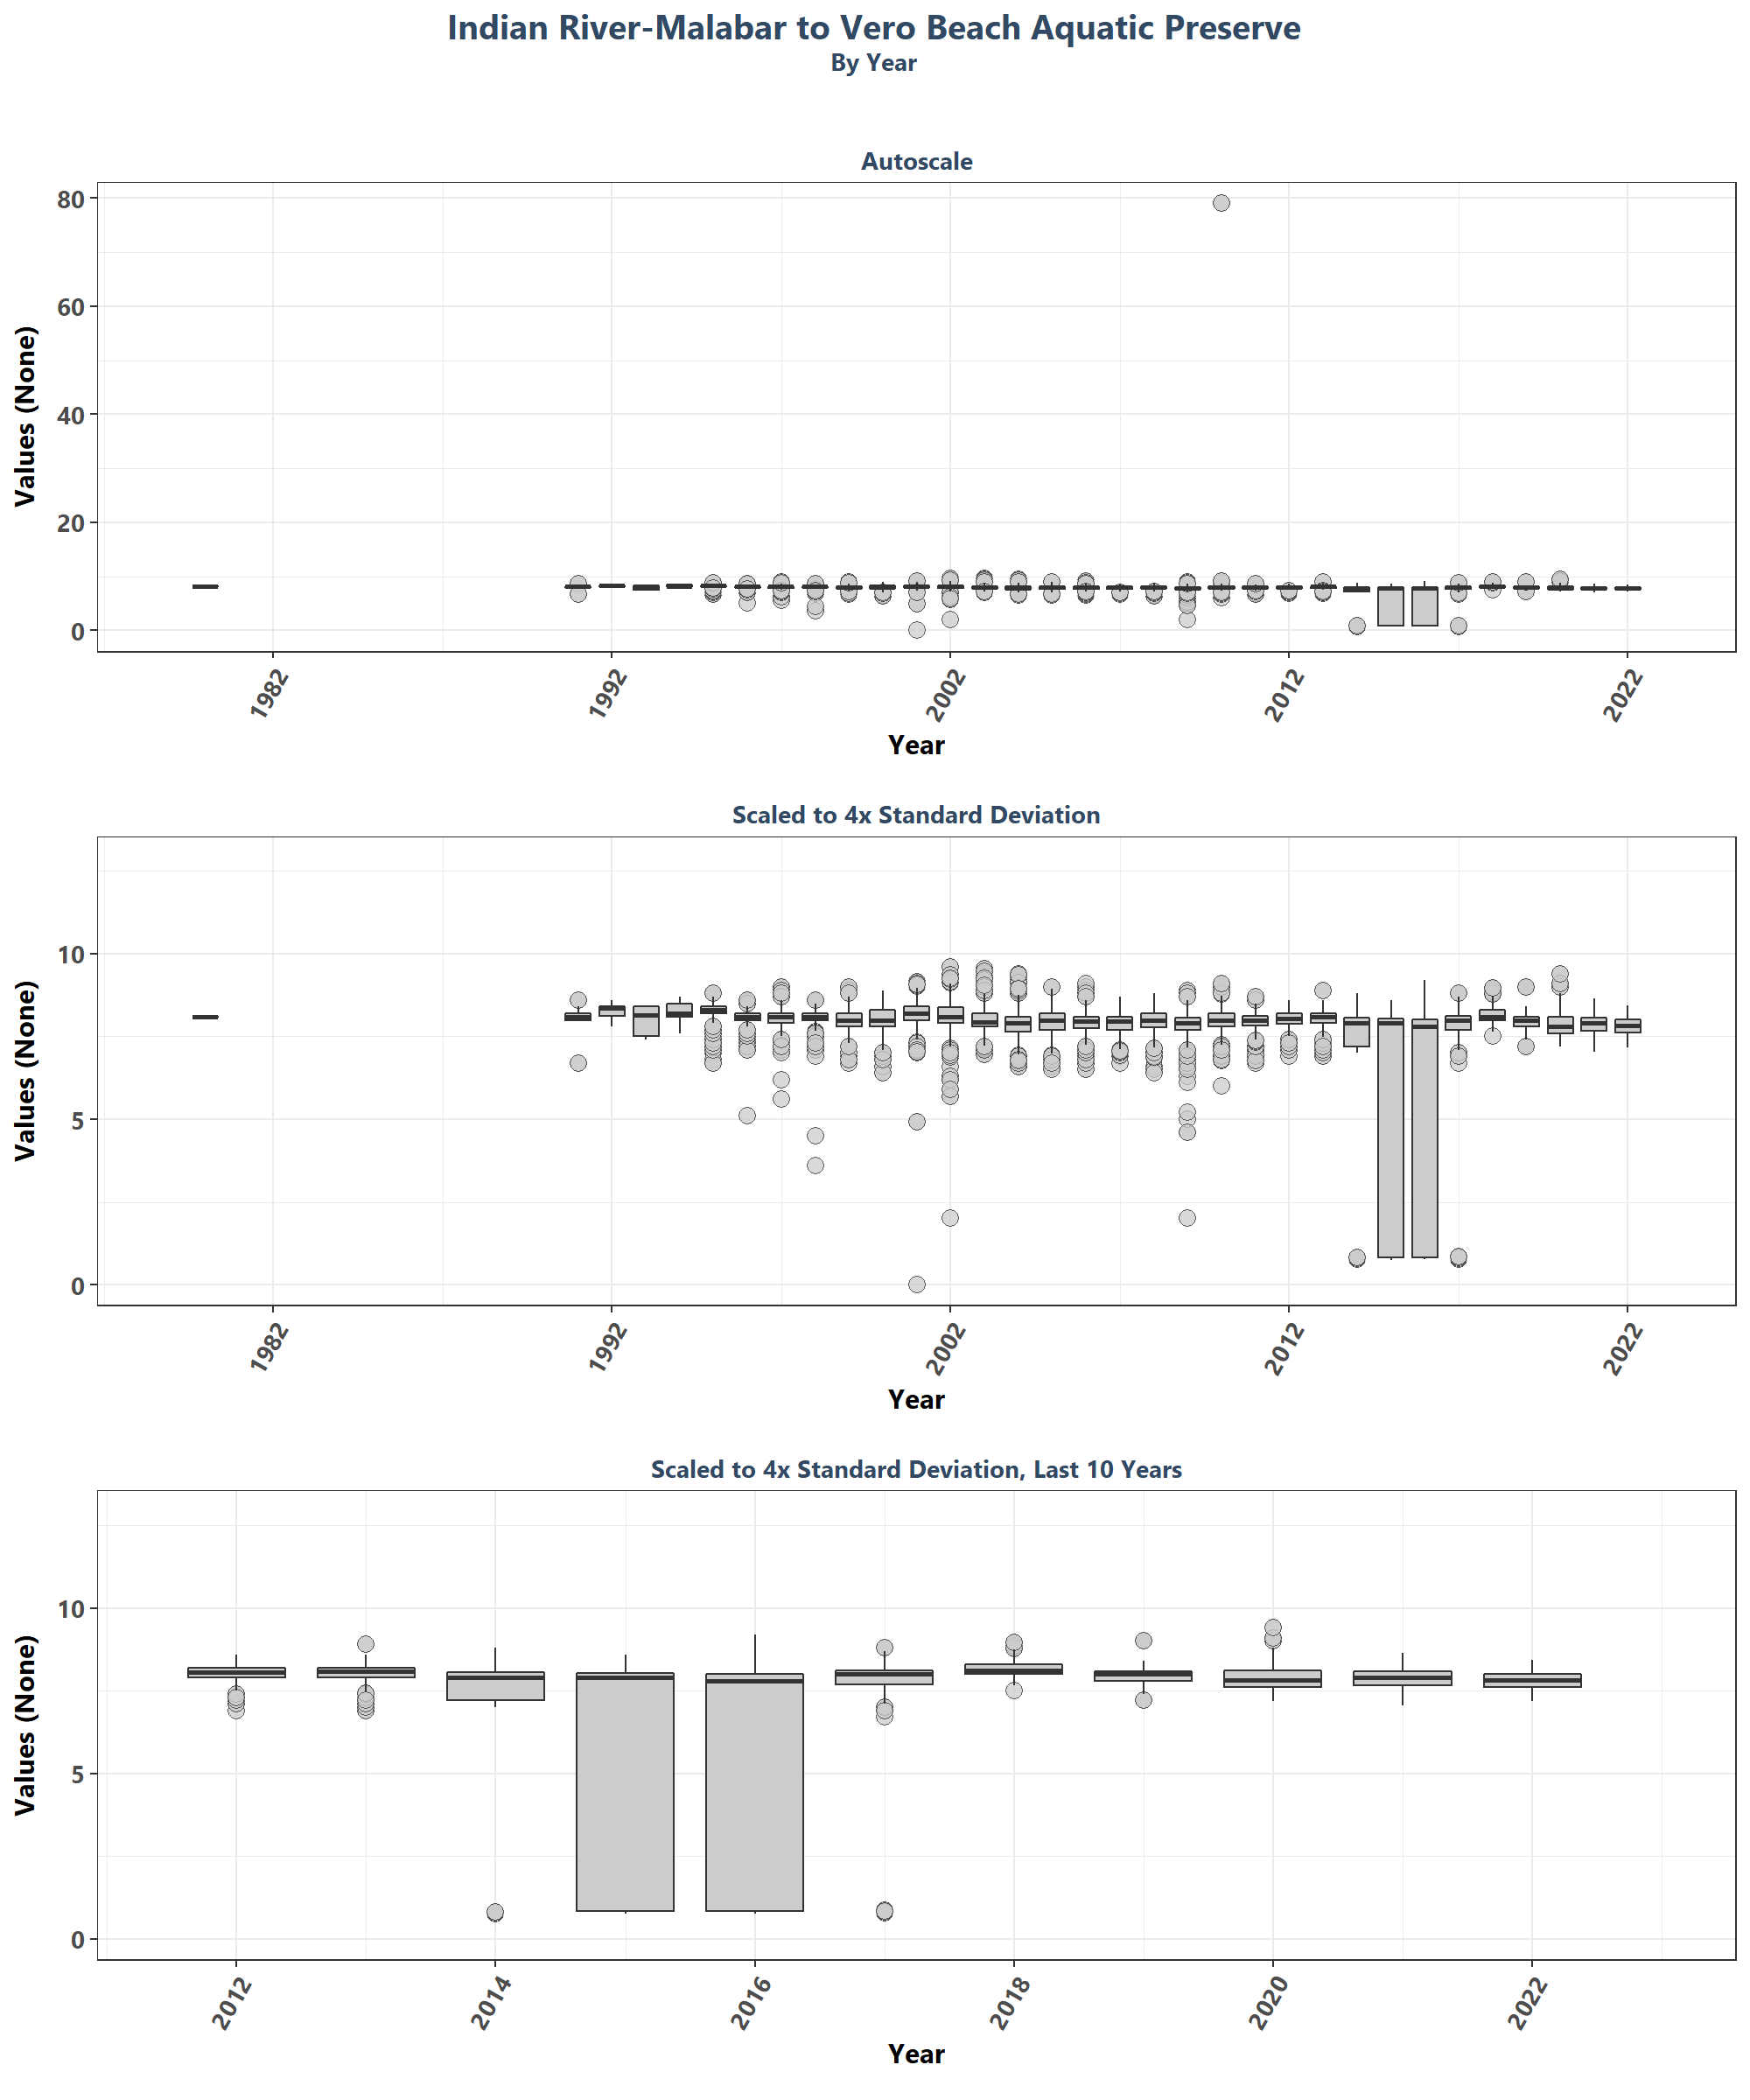 Indian River-Malabar to Vero Beach Aquatic Preserve
By Year
Autoscale
Values (None)
80
60
40
20
0
1982
1992
2002
2012
2022
Year
Scaled to 4x Standard Deviation
Values (None)
10
5
0
1982
1992
2002
2012
2022
Year
Scaled to 4x Standard Deviation, Last 10 Years
Values (None)
10
5
0
2012
2014
2016
2018
2020
2022
Year